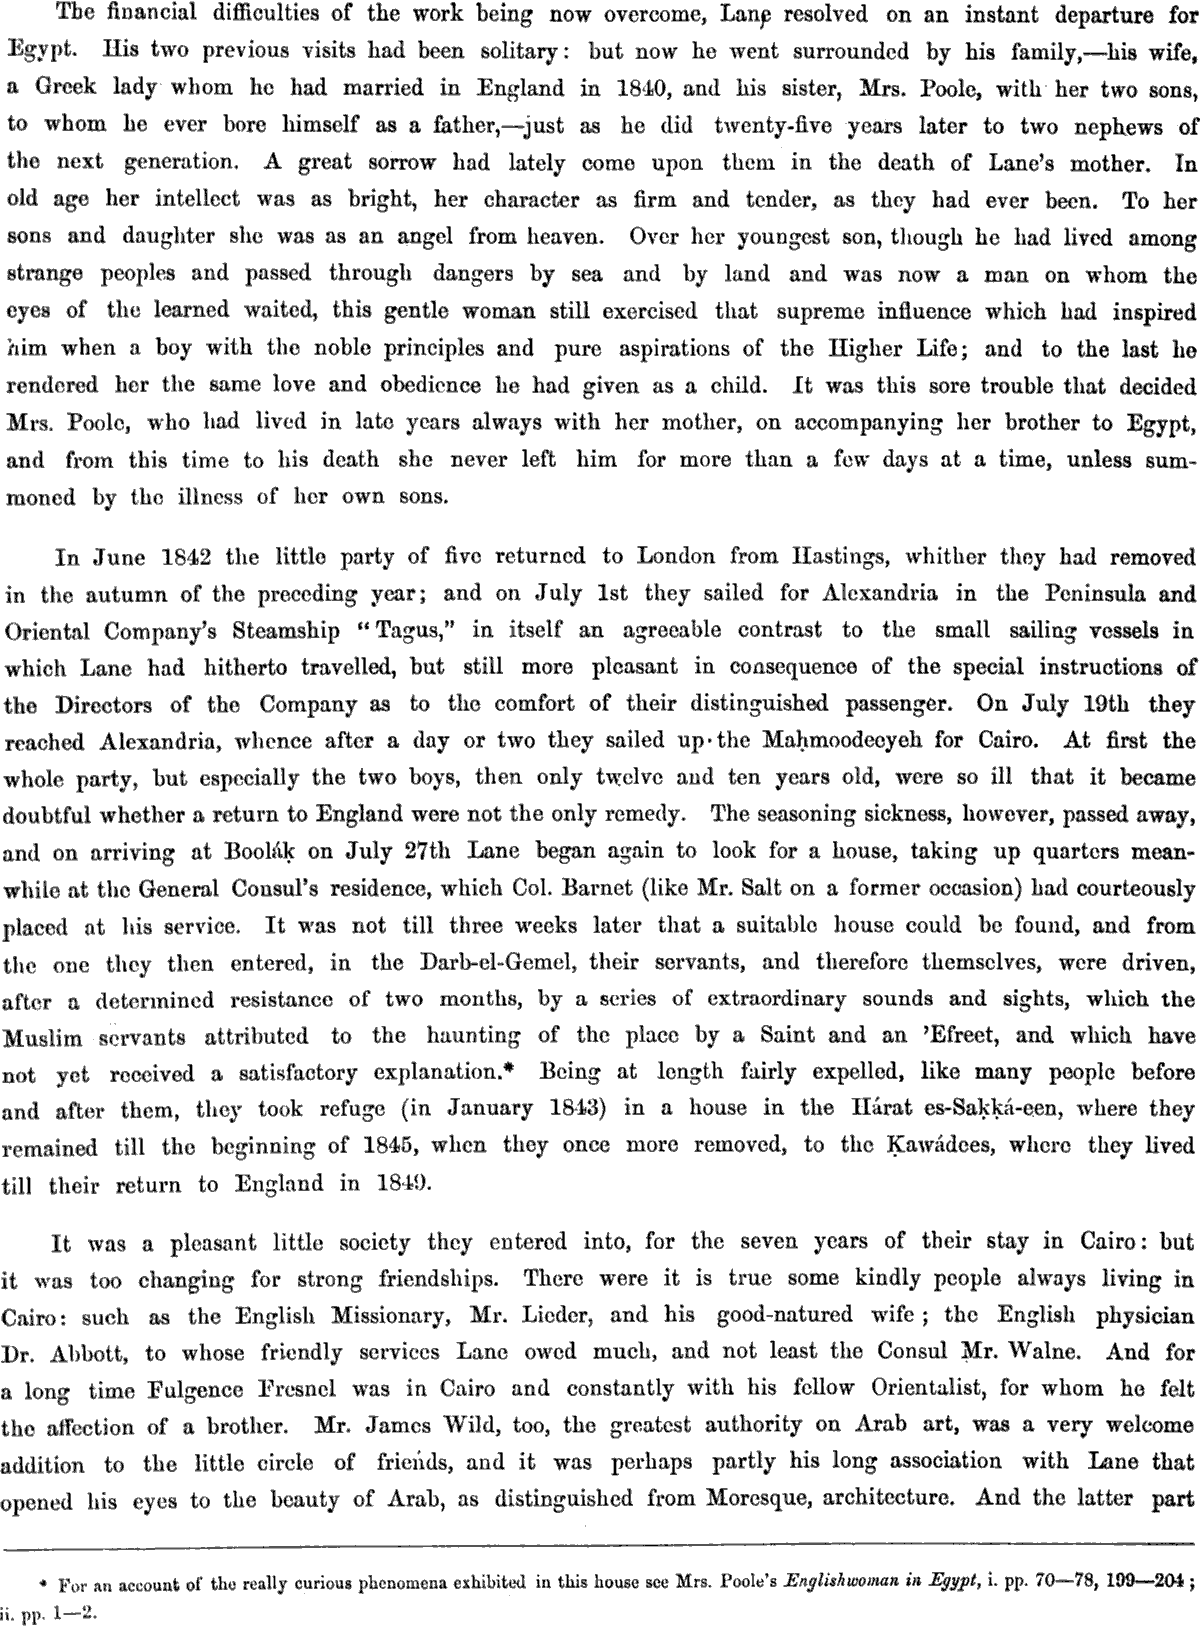 The financial difficulties of the work being now overcome, Lane resolved on an instant departure for
Egypt. His two previous visits had been solitary: but now he went surrounded by his family,—his wife,
a Greek lady whom he had married in England in 1840, and his sister, Mrs. Poole, with her two sons,
to whom he ever bore himself as a father,—just as he did twenty-five years later to two nephews of
the next generation. A great sorrow had lately come upon them in the death of Lane's mother. In
old age her intellect was as bright, her character as firm and tender, as they had ever been. To her
sons and daughter she was as an angel from heaven. Over her youngest son, though he had lived among
strange peoples and passed through dangers by sea and by land and was now a man on whom the
eyes of the learned waited, this gentle woman still exercised that supreme influence which had inspired
him when a boy with the noble principles and pure aspirations of the Higher Life; and to the last he
rendered her the same love and obedience he had given as a child. It was this sore trouble that decided
Mrs. Poole, who had lived in late years always with her mother, on accompanying her brother to Egypt,
and from this time to his death she never left him for more than a few days at a time, unless sum-
moned by the illness of her own sons.
In June 1842 the little party of five returned to London from Hastings, whither they had removed
in the autumn of the preceding year; and on July 1st they sailed for Alexandria in the Peninsula and
Oriental Company's Steamship "Tagus," in itself an agreeable contrast to the small sailing vessels in
which Lane had hitherto travelled, but still more pleasant in consequence of the special instructions of
the Directors of the Company as to the comfort of their distinguished passenger. On July 19th they
reached Alexandria, whence after a day or two they sailed up the Maḥmoodeeyeh for Cairo. At first the
whole party, but especially the two boys, then only twelve and ten years old, were so ill that it became
doubtful whether a return to England were not the only remedy. The seasoning sickness, however, passed away,
and on arriving at Booláḳ on July 27th Lane began again to look for a house, taking up quarters mean-
while at the General Consul's residence, which Col. Barnet (like Mr. Salt on a former occasion) had courteously
placed at his service. It was not till three weeks later that a suitable house could be found, and from
the one they then entered, in the Darb-el-Gemel, their servants, and therefore themselves, were driven,
after a determined resistance of two months, by a series of extraordinary sounds and sights, which the
Muslim servants attributed to the haunting of the place by a Saint and an 'Efreet, and which have
not yet received a satisfactory explanation.* Being at length fairly expelled, like many people before
and after them, they took refuge (in January 1843) in a house in the Hárat es-Saḳḳá-een, where they
remained till the beginning of 1845, when they once more removed, to the Ḳawádees, where they lived
till their return to England in 1849.
It was a pleasant little society they entered into, for the seven years of their stay in Cairo: but
it was too changing for strong friendships. There were it is true some kindly people always living in
Cairo: such as the English Missionary, Mr. Lieder, and his good-natured wife; the English physician
Dr. Abbott, to whose friendly services Lane owed much, and not least the Consul Mr. Walne. And for
a long time Fulgence Fresnel was in Cairo and constantly with his fellow Orientalist, for whom he felt
the affection of a brother. Mr. James Wild, too, the greatest authority on Arab art, was a very welcome
addition to the little circle of friends, and it was perhaps partly his long association with Lane that
opened his eyes to the beauty of Arab, as distinguished from Moresque, architecture. And the latter part
* For an account of the really curious phenomena exhibited in this house see Mrs. Poole's Englishwoman in Egypt, i. pp. 70—78, 199—204;
ii. pp. 1—2.